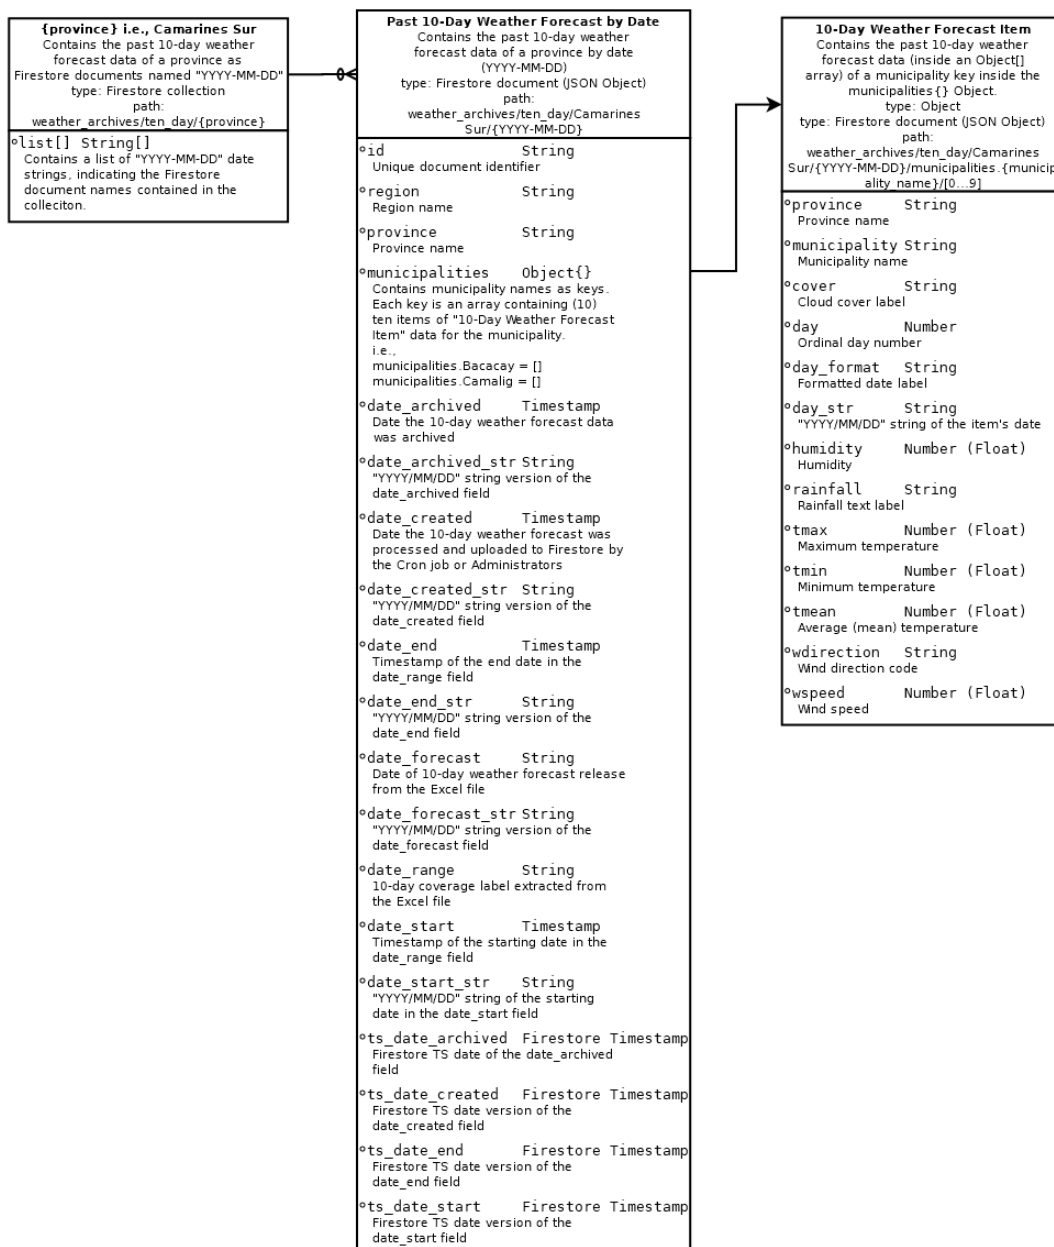 {province} i.e., Camarines Sur
Contains the past 10-day weather
forecast data of a province as
Firestore documents named "YYYY-MM-DD"
type: Firestore collection
path:
weather_archives/ten_day/{province}
list[] String[]
Contains a list of "YYYY-MM-DD" date
strings, indicating the Firestore
document names contained in the
colleciton.
Past 10-Day Weather Forecast by Date
Contains the past 10-day weather
forecast data of a province by date
(YYYY-MM-DD)
type: Firestore document (JSON Object)
path:
weather_archives/ten_day/Camarines
Sur/{YYYY-MM-DD}
id String
Unique document identifier
region String
Region name
province String
Province name
municipalities Object{}
Contains municipality names as keys.
Each key is an array containing (10)
ten items of "10-Day Weather Forecast
Item" data for the municipality.
i.e.,
municipalities.Bacacay = []
municipalities.Camalig = []
date_archived Timestamp
Date the 10-day weather forecast data
was archived
date_archived_str String
"YYYY/MM/DD" string version of the
date_archived field
date_created Timestamp
Date the 10-day weather forecast was
processed and uploaded to Firestore by
the Cron job or Administrators
date_created_str String
"YYYY/MM/DD" string version of the
date_created field
date_end Timestamp
Timestamp of the end date in the
date_range field
date_end_str String
"YYYY/MM/DD" string version of the
date_end field
date_forecast String
Date of 10-day weather forecast release
from the Excel file
date_forecast_str String
"YYYY/MM/DD" string version of the
date_forecast field
date_range String
10-day coverage label extracted from
the Excel file
date_start Timestamp
Timestamp of the starting date in the
date_range field
date_start_str String
"YYYY/MM/DD" string of the starting
date in the date_start field
ts_date_archived Firestore Timestamp
Firestore TS date of the date_archived
field
ts_date_created Firestore Timestamp
Firestore TS date version of the
date_created field
ts_date_end Firestore Timestamp
Firestore TS date version of the
date_end field
ts_date_start Firestore Timestamp
Firestore TS date version of the
date_start field
10-Day Weather Forecast Item
Contains the past 10-day weather
forecast data (inside an Object[]
array) of a municipality key inside the
municipalities{} Object.
type: Object
type: Firestore document (JSON Object)
path:
weather_archives/ten_day/Camarines
Sur/{YYYY-MM-DD}/municipalities.{municip
ality_name}/[0...9]
province String
Province name
municipality String
Municipality name
cover String
Cloud cover label
day Number
Ordinal day number
day_format String
Formatted date label
day_str String
"YYYY/MM/DD" string of the item's date
humidity Number (Float)
Humidity
rainfall String
Rainfall text label
tmax Number (Float)
Maximum temperature
tmin Number (Float)
Minimum temperature
tmean Number (Float)
Average (mean) temperature
wdirection String
Wind direction code
wspeed Number (Float)
Wind speed